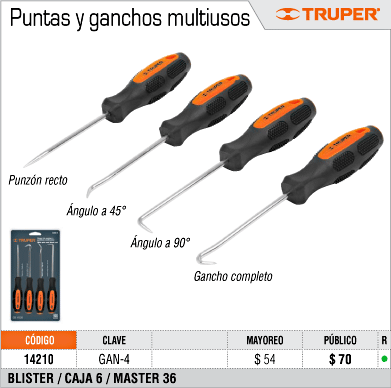 Puntas y ganchos multiusos
TRUPER®
Punzón recto
Ángulo a 45°
Ángulo a 90°
Gancho completo
TRUPER
CÓDIGO CLAVE MAYOREO PÚBLICO R
14210 GAN-4 $ 54 $ 70
BLISTER / CAJA 6 / MASTER 36